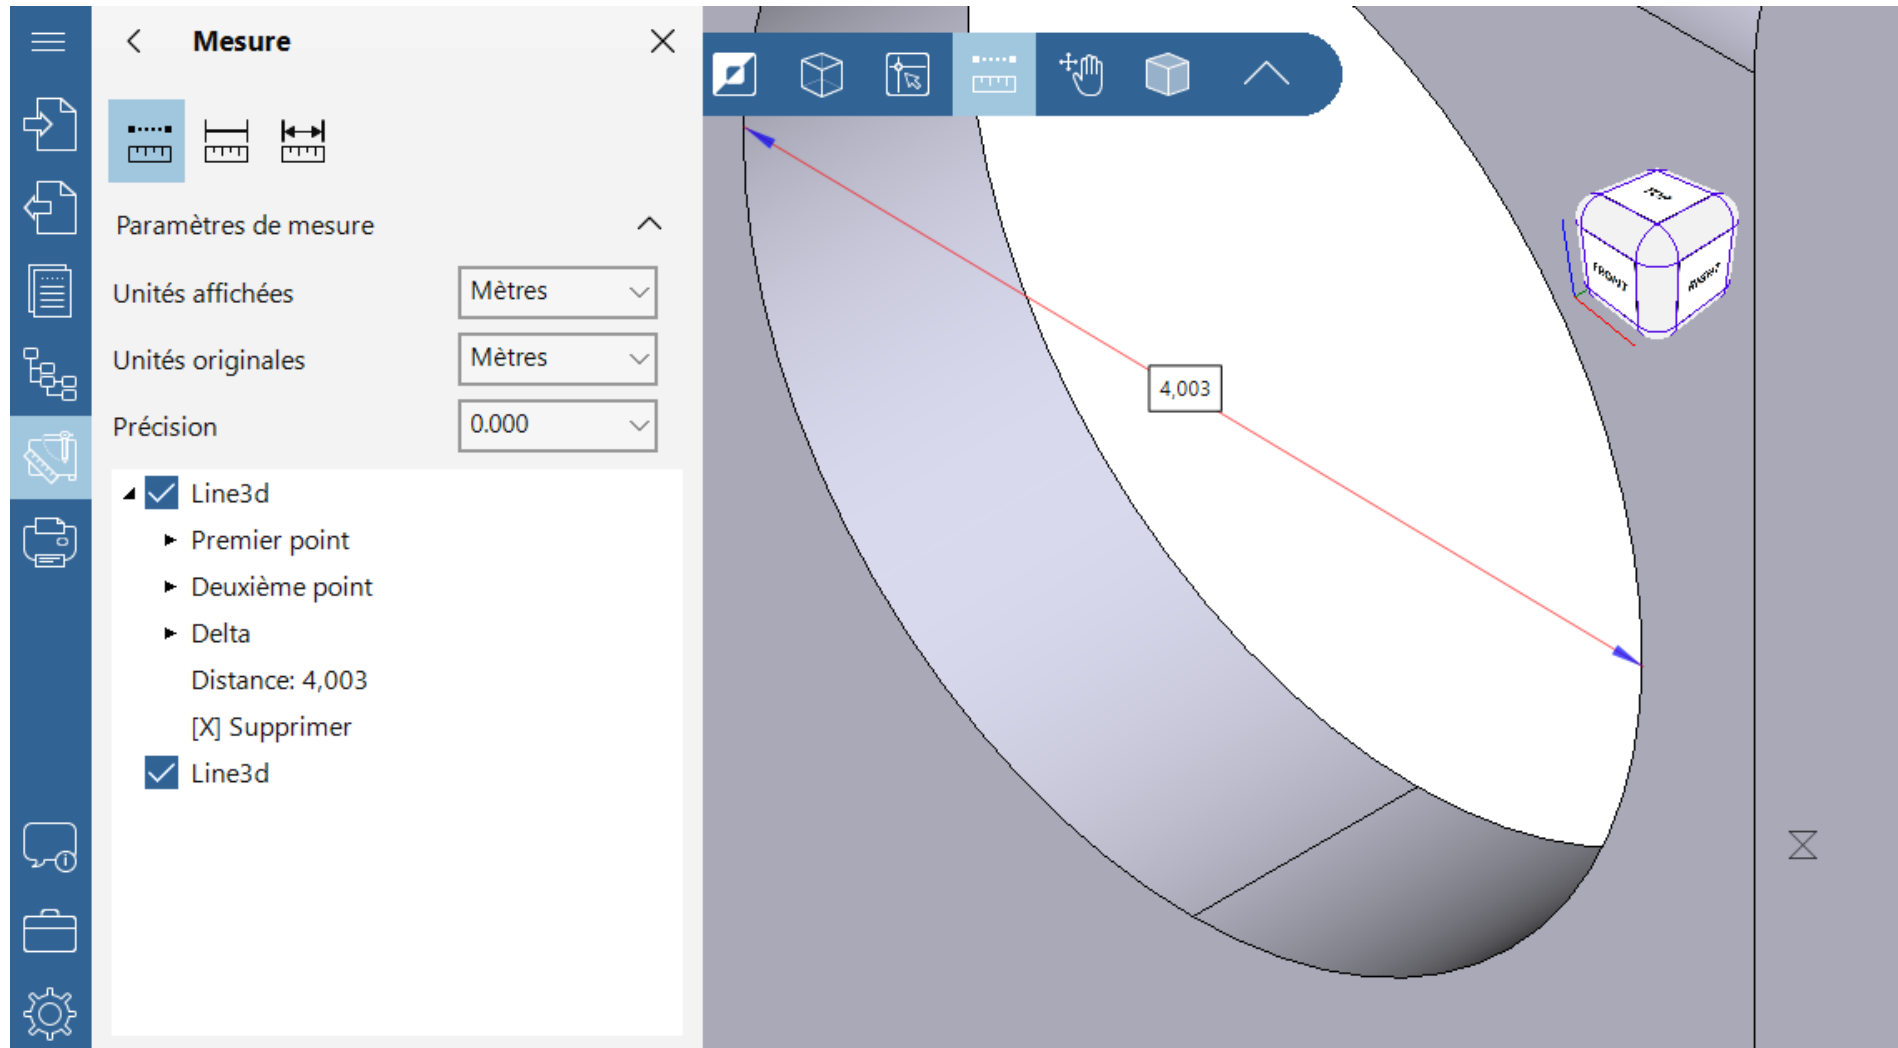 Mesure
Paramètres de mesure
Unités affichées
Mètres
Unités originales
Mètres
Précision
0.000
Line3d
Premier point
Deuxième point
Delta
Distance: 4,003
[X] Supprimer
Line3d
4,003
TOP
FRONT
RIGHT